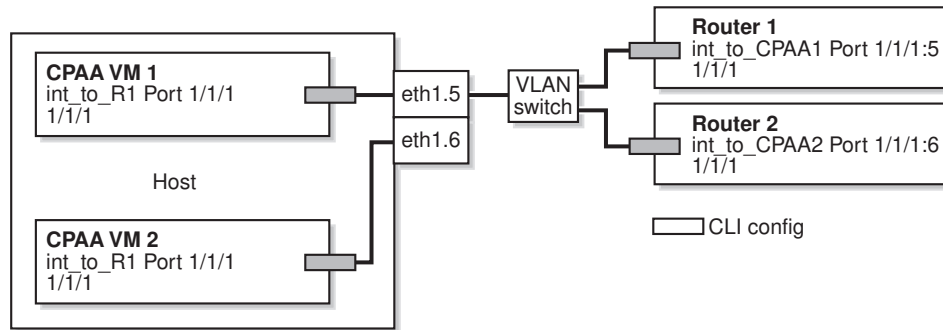 CPAA VM 1
int_to_R1 Port 1/1/1
1/1/1
Host
CPAA VM 2
int_to_R1 Port 1/1/1
1/1/1
eth1.5
eth1.6
VLAN
switch
Router 1
int_to_CPAA1 Port 1/1/1:5
1/1/1
Router 2
int_to_CPAA2 Port 1/1/1:6
1/1/1
CLI config